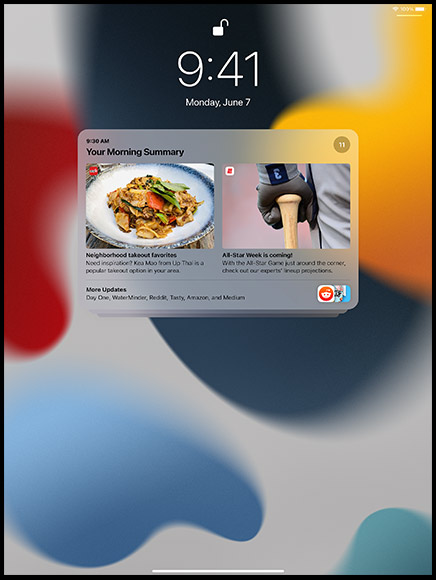 100%
9:41
Monday, June 7
9:30 AM
Your Morning Summary
11
Neighborhood takeout favorites
Need inspiration? Kea Mao from Up Thai is a
popular takeout option in your area.
All-Star Week is coming!
With the All-Star Game just around the corner,
check out our experts' lineup projections.
3
More Updates
Day One, WaterMinder, Reddit, Tasty, Amazon, and Medium